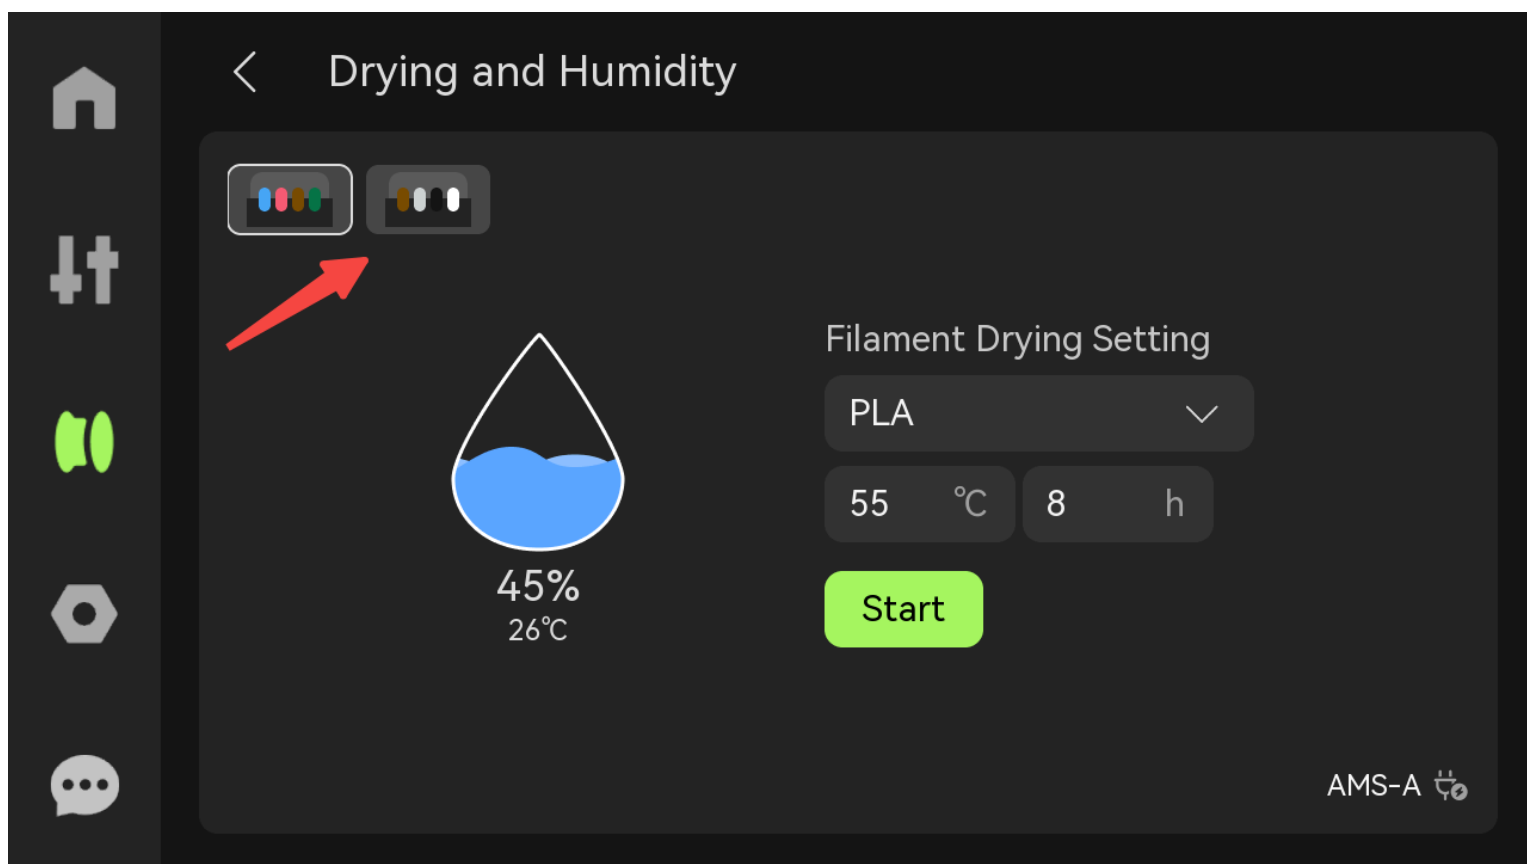 Drying and Humidity
Filament Drying Setting
PLA
55 ℃ 8 h
45%
26℃
Start
AMS-A